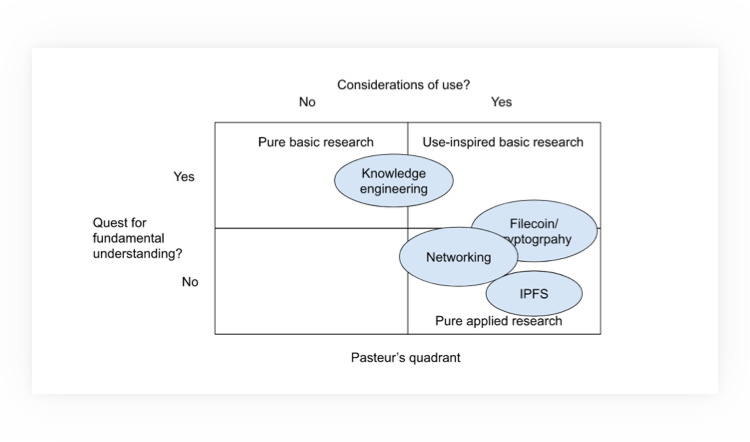 Considerations of use?
No Yes
Pure basic research Use-inspired basic research
Yes
Knowledge
engineering
Quest for
fundamental
understanding?
Filecoin/
yptogrpahy
Networking
No
IPFS
Pure applied research
Pasteur's quadrant